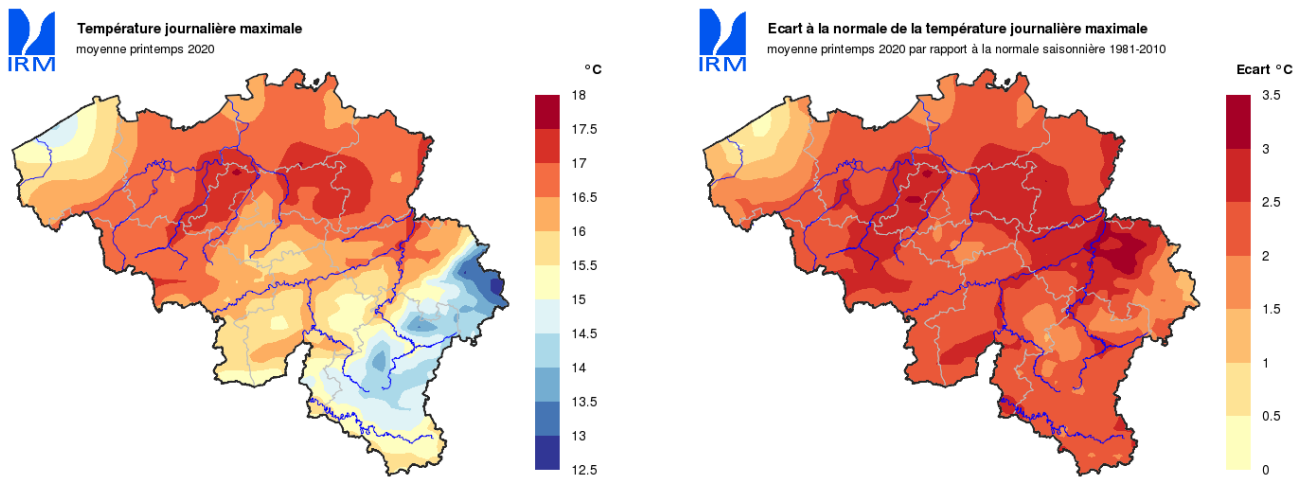 Température journalière maximale
moyenne printemps 2020
IRM
°C
18
17.5
17
16.5
16
15.5
15
14.5
14
13.5
13
12.5
Ecart à la normale de la température journalière maximale
moyenne printemps 2020 par rapport à la normale saisonnière 1981-2010
IRM
Ecart °C
3.5
3
2.5
2
1.5
1
0.5
0